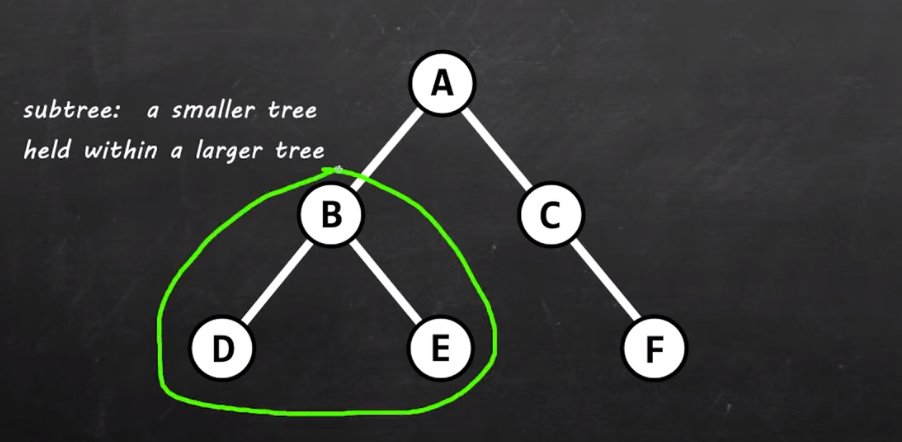 A
subtree: a smaller tree
held within a larger tree
B
C
D
E
F